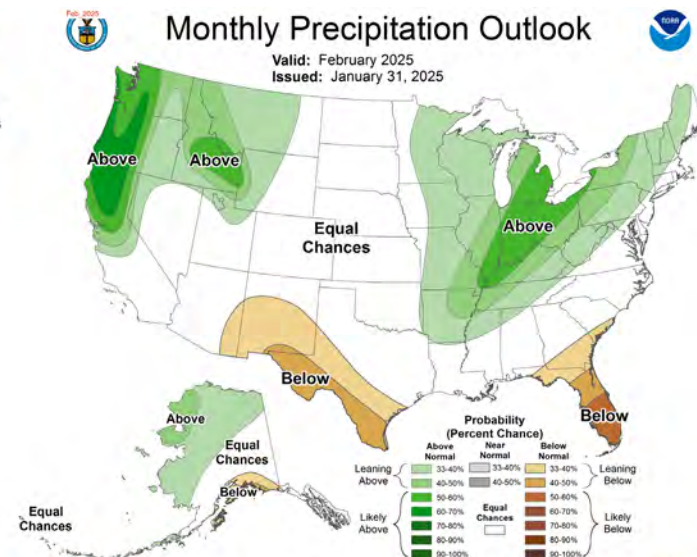 Feb, 2025
Monthly Precipitation Outlook
noaa
Valid: February 2025
Issued: January 31, 2025
Above
Above
Above
Equal
Chances
Below
Below
Above
Equal
Chances
Below
Equal
Chances
Probability
(Percent Chance)
Above Normal
Near Normal
Below Normal
Leaning Above
33-40%
33-40%
33-40%
Leaning Below
40-50%
40-50%
40-50%
Likely Above
50-60%
Equal Chances
50-60%
Likely Below
60-70%
60-70%
70-80%
70-80%
80-90%
80-90%
90-100%
90-100%